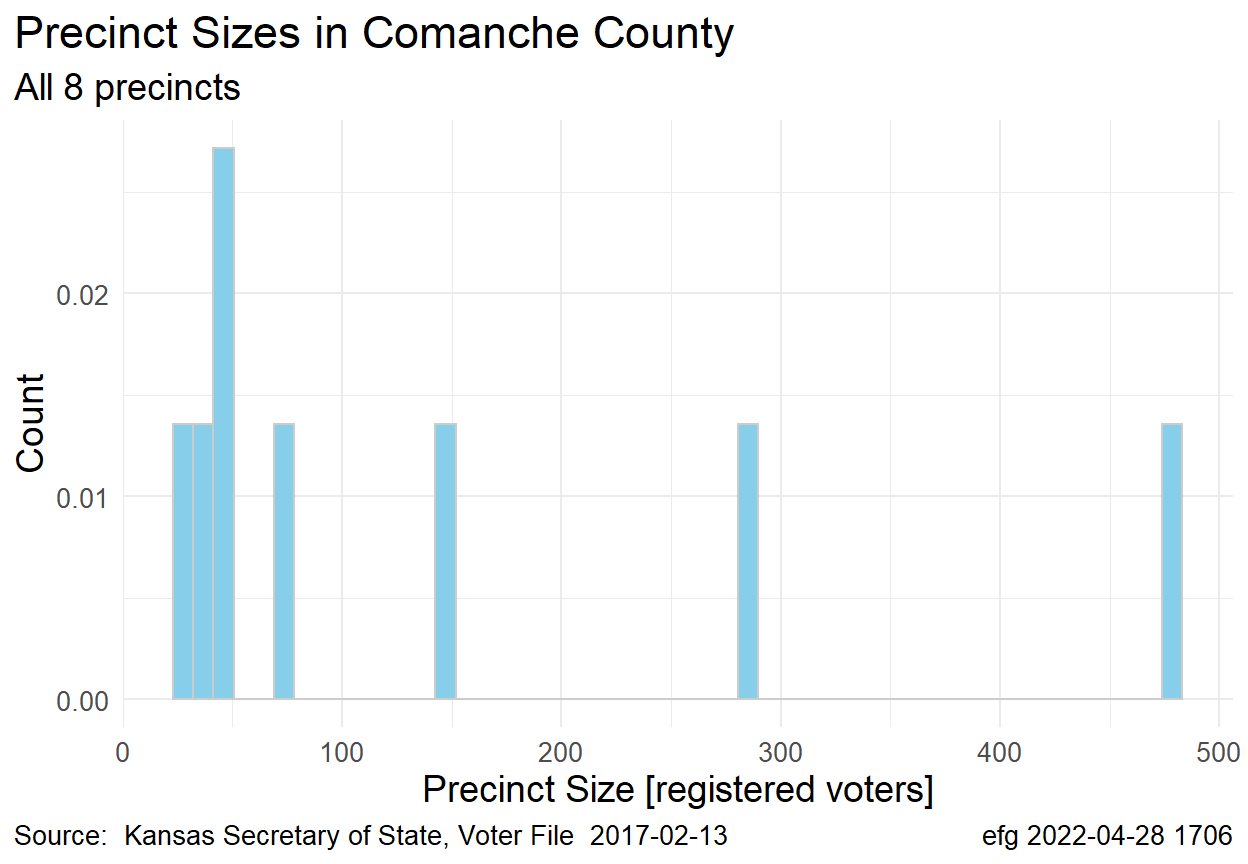 Precinct Sizes in Comanche County
All 8 precincts
Count
0.02
0.01
0.00
0 100 200 300 400 500
Precinct Size [registered voters]
Source:  Kansas Secretary of State, Voter File  2017-02-13 efg 2022-04-28 1706